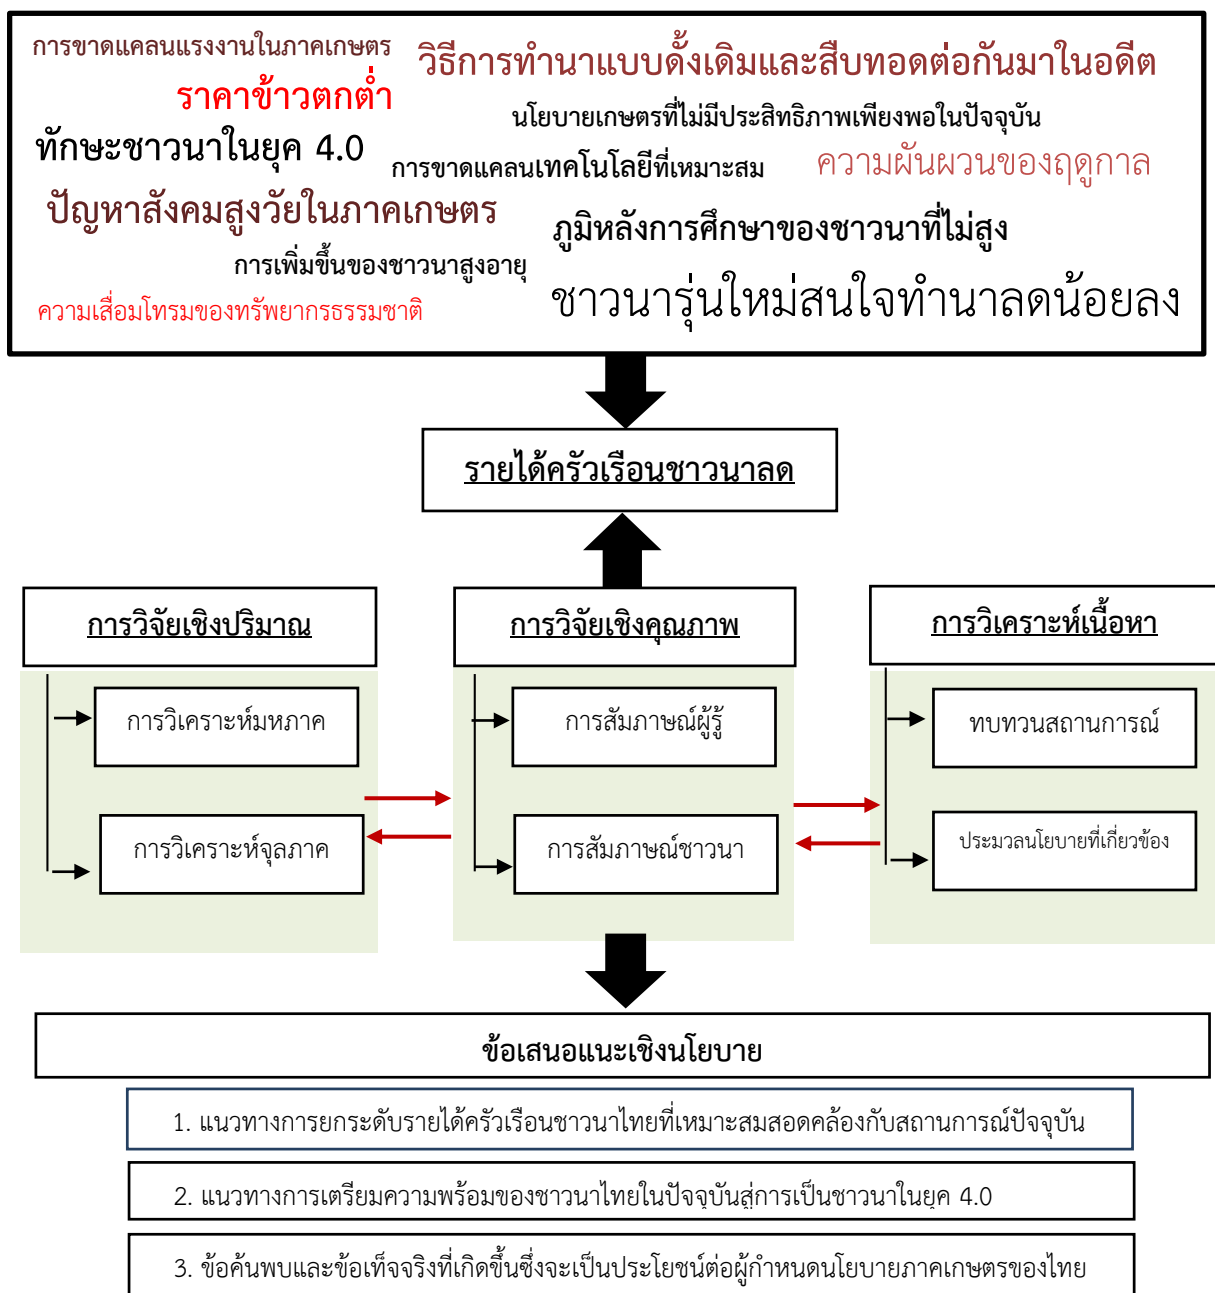 การขาดแคลนแรงงานในภาคเกษตร
วิธีการทำนาแบบดั้งเดิมและสืบทอดต่อกันมาในอดีต
ราคาข้าวตกต่ำ
นโยบายเกษตรที่ไม่มีประสิทธิภาพเพียงพอในปัจจุบัน
ทักษะชาวนาในยุค 4.0
การขาดแคลนเทคโนโลยีที่เหมาะสม
ความผันผวนของฤดูกาล
ปัญหาสังคมสูงวัยในภาคเกษตร
ภูมิหลังการศึกษาของชาวนาที่ไม่สูง
การเพิ่มขึ้นของชาวนาสูงอายุ
ความเสื่อมโทรมของทรัพยากรธรรมชาติ
ชาวนารุ่นใหม่สนใจทำนาลดน้อยลง
รายได้ครัวเรือนชาวนาลด
การวิจัยเชิงปริมาณ
การวิเคราะห์มหภาค
การวิเคราะห์จุลภาค
การวิจัยเชิงคุณภาพ
การสัมภาษณ์ผู้รู้
การสัมภาษณ์ชาวนา
การวิเคราะห์เนื้อหา
ทบทวนสถานการณ์
ประมวลนโยบายที่เกี่ยวข้อง
ข้อเสนอแนะเชิงนโยบาย
1. แนวทางการยกระดับรายได้ครัวเรือนชาวนาไทยที่เหมาะสมสอดคล้องกับสถานการณ์ปัจจุบัน
2. แนวทางการเตรียมความพร้อมของชาวนาไทยในปัจจุบันสู่การเป็นชาวนาในยุค 4.0
3. ข้อค้นพบและข้อเท็จจริงที่เกิดขึ้นซึ่งจะเป็นประโยชน์ต่อผู้กำหนดนโยบายภาคเกษตรของไทย